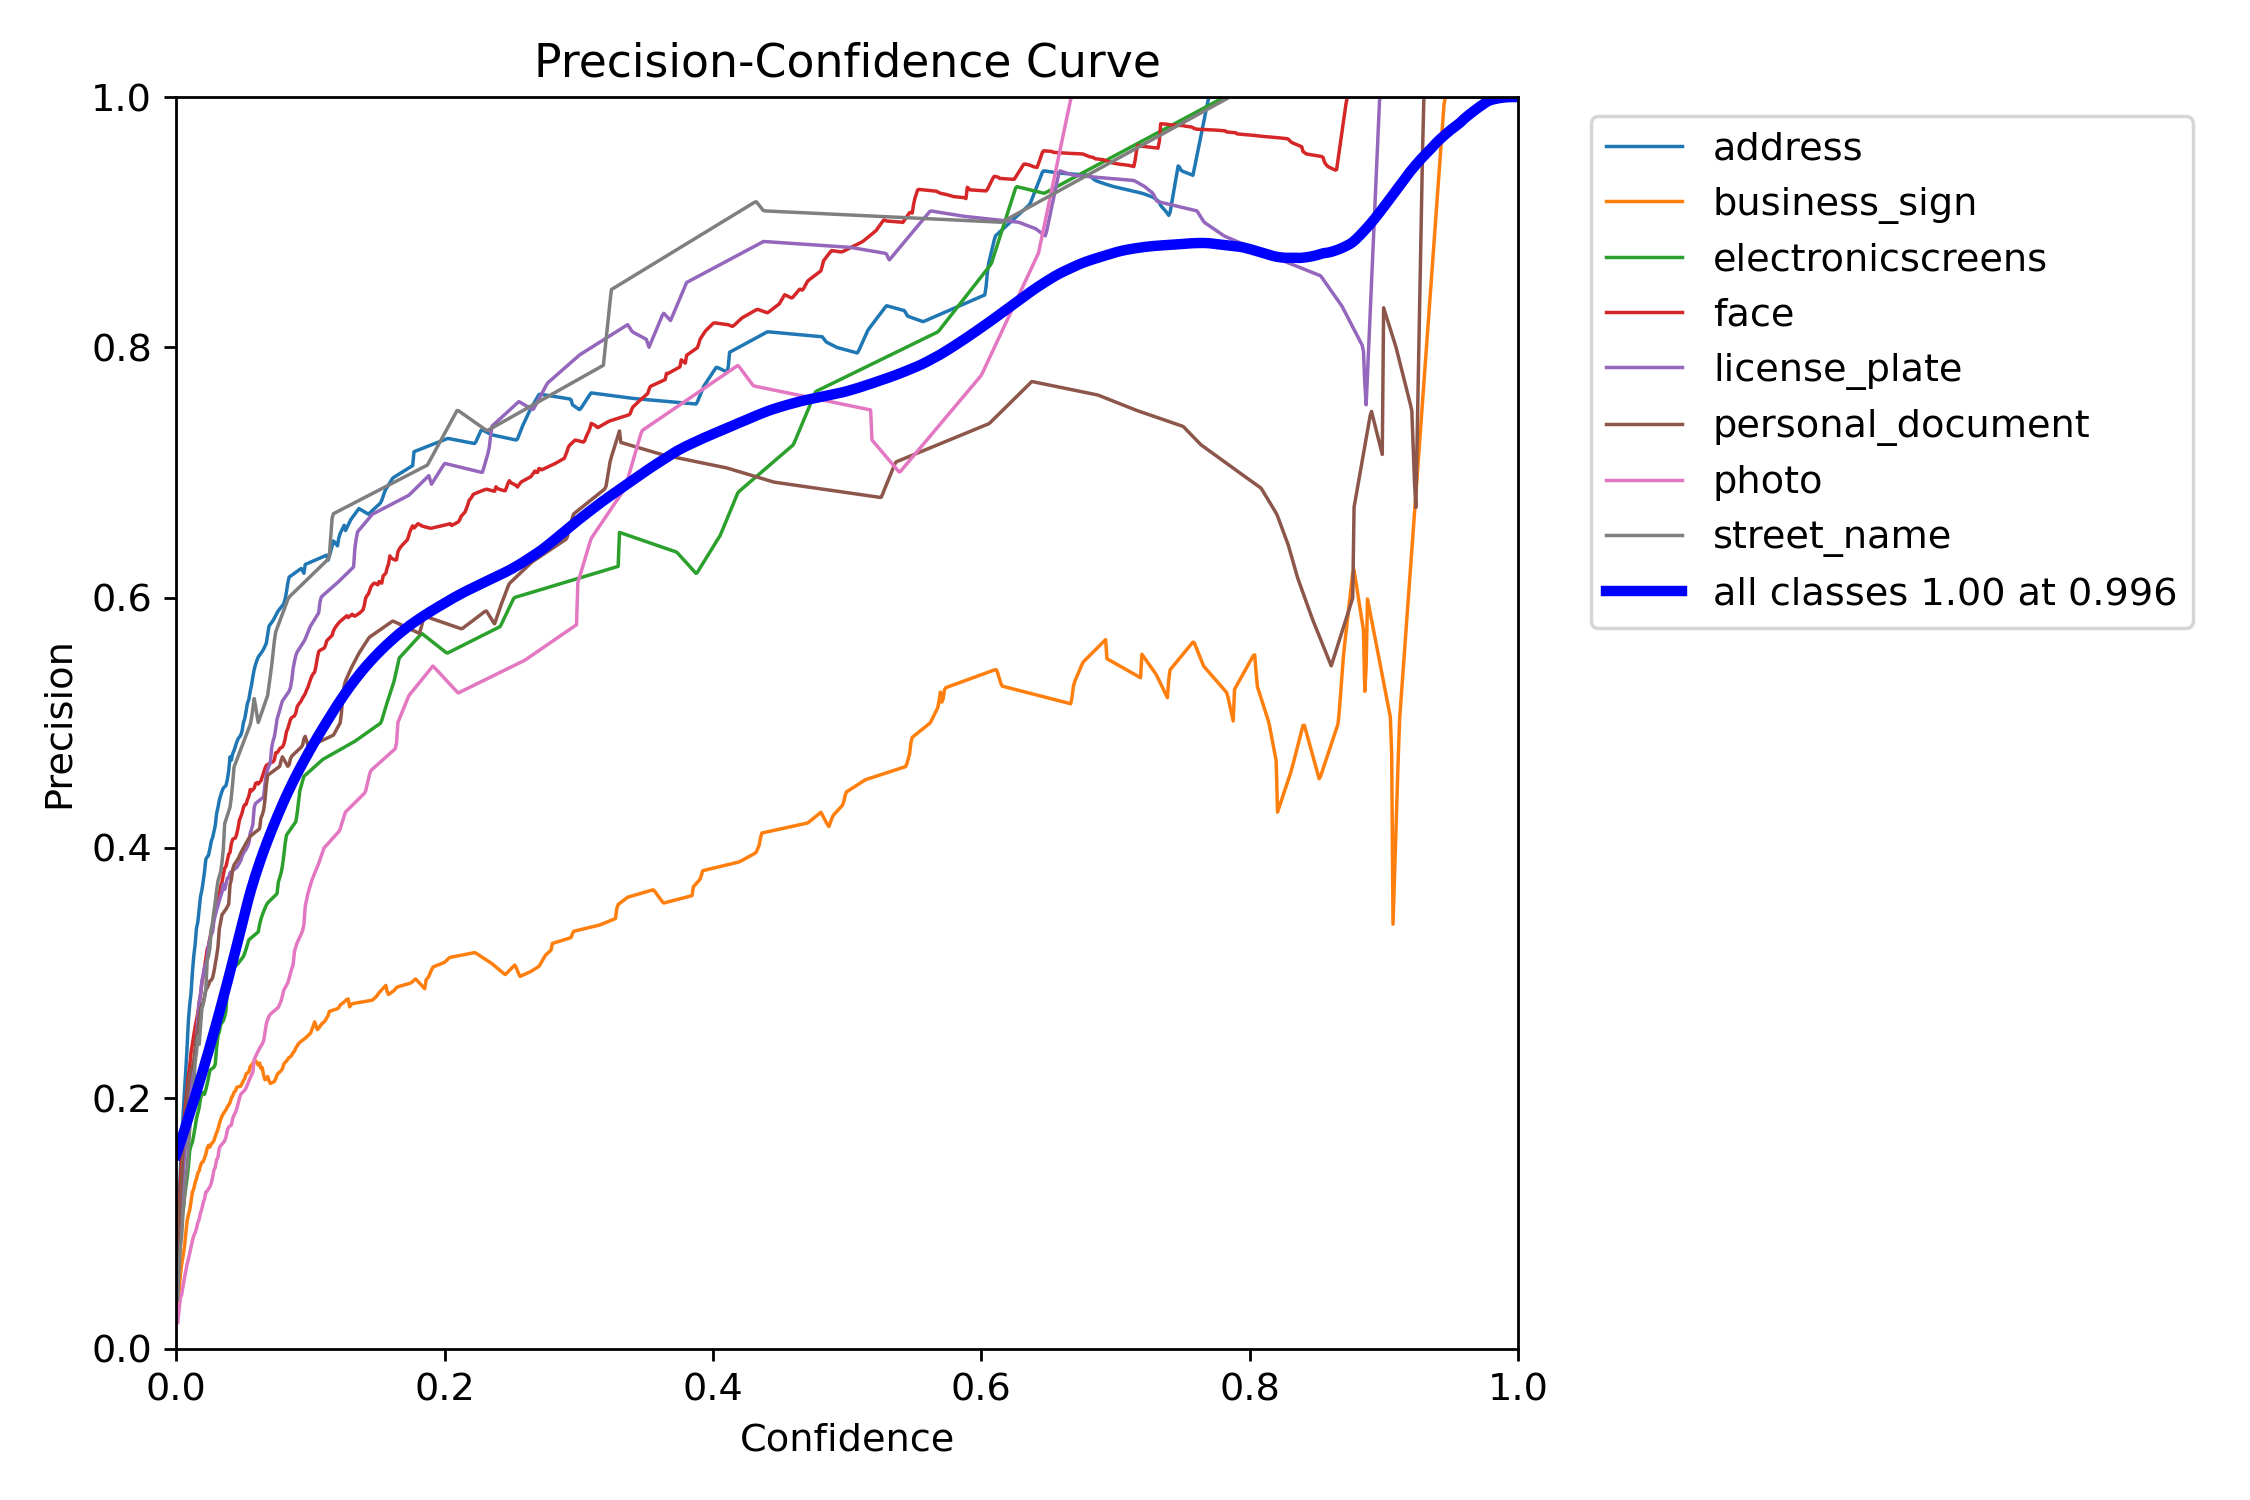 Precision-Confidence Curve
1.0
0.8
0.6
0.4
0.2
0.0
Precision
0.0 0.2 0.4 0.6 0.8 1.0
Confidence
address
business_sign
electronicscreens
face
license_plate
personal_document
photo
street_name
all classes 1.00 at 0.996